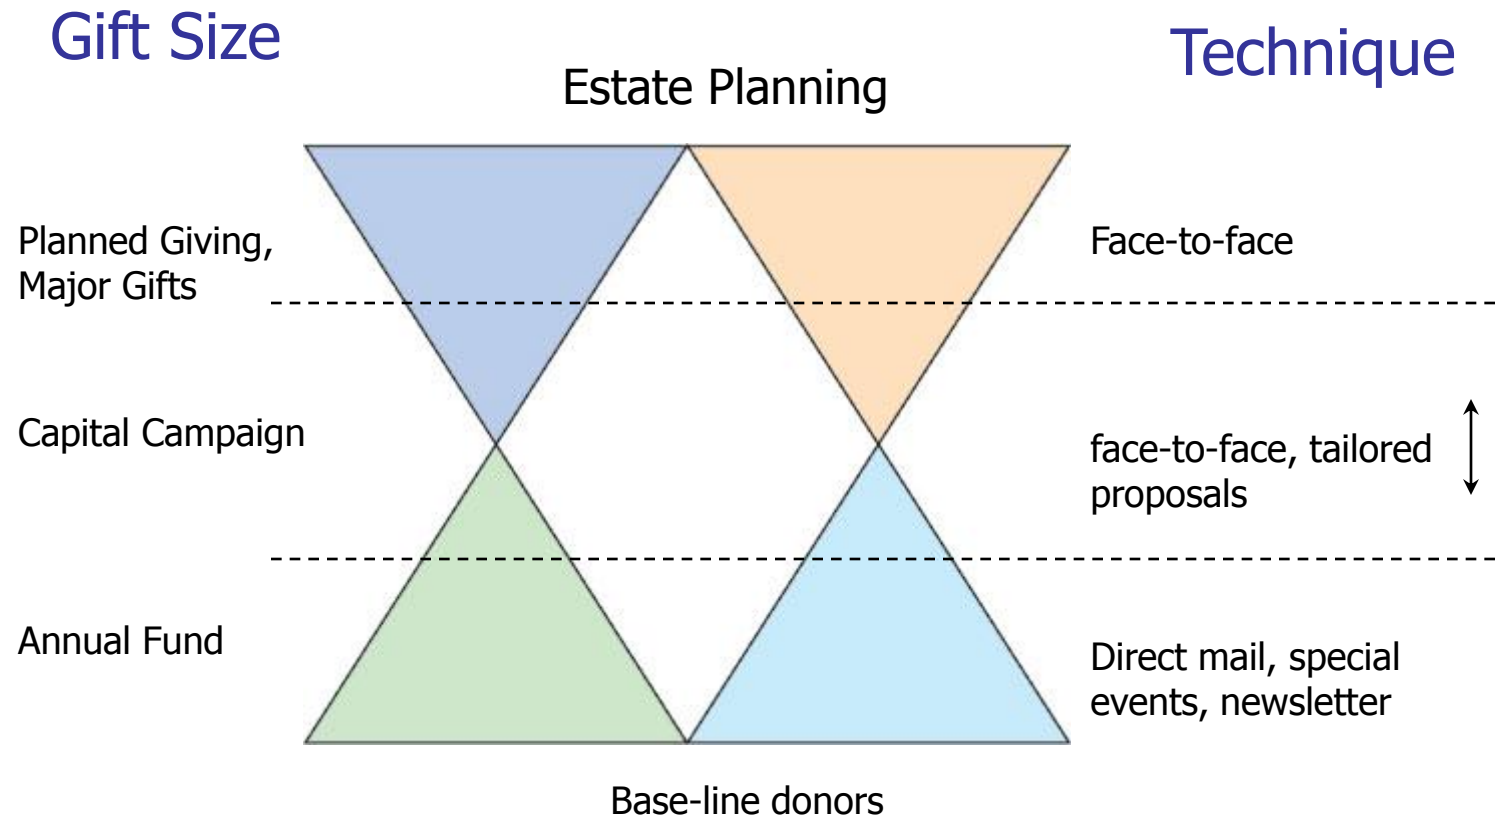 Gift Size
Technique
Estate Planning
Planned Giving,
Major Gifts
Face-to-face
Capital Campaign
face-to-face, tailored
proposals
Annual Fund
Direct mail, special
events, newsletter
Base-line donors